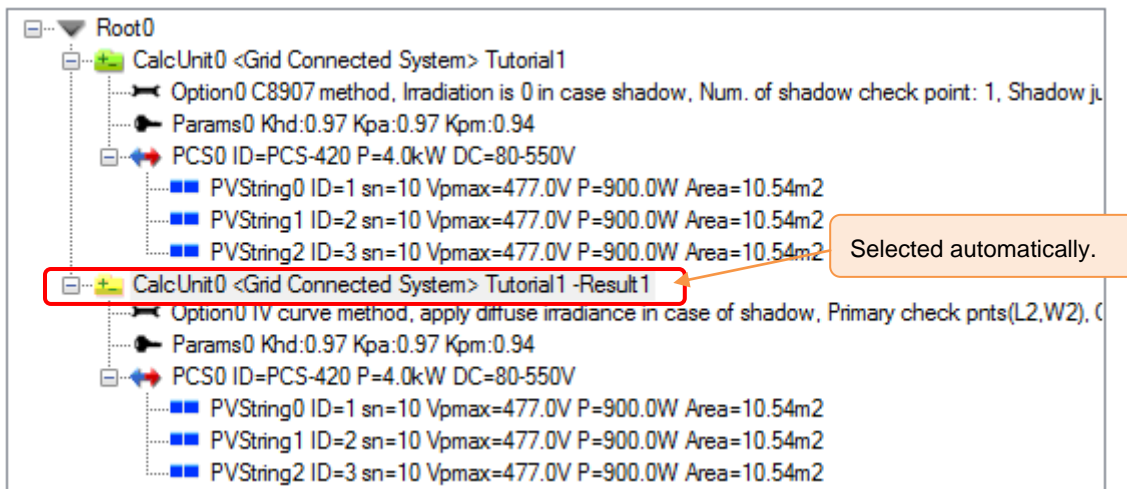 Root0
CalcUnit0 <Grid Connected System> Tutorial1
Option0 C8907 method, Irradiation is 0 in case shadow, Num. of shadow check point: 1, Shadow ju
Params0 Khd:0.97 Kpa:0.97 Kpm:0.94
PCS0 ID=PCS-420 P=4.0kW DC=80-550V
PVString0 ID=1 sn=10 Vpmax=477.0V P=900.0W Area=10.54m2
PVString1 ID=2 sn=10 Vpmax=477.0V P=900.0W Area=10.54m2
PVString2 ID=3 sn=10 Vpmax=477.0V P=900.0W Area=10.54m2
Selected automatically.
CalcUnit0 <Grid Connected System> Tutorial1 -Result1
Option0 IV curve method, apply diffuse irradiance in case of shadow, Primary check pnts(L2,W2),
Params0 Khd:0.97 Kpa:0.97 Kpm:0.94
PCS0 ID=PCS-420 P=4.0kW DC=80-550V
PVString0 ID=1 sn=10 Vpmax=477.0V P=900.0W Area=10.54m2
PVString1 ID=2 sn=10 Vpmax=477.0V P=900.0W Area=10.54m2
PVString2 ID=3 sn=10 Vpmax=477.0V P=900.0W Area=10.54m2